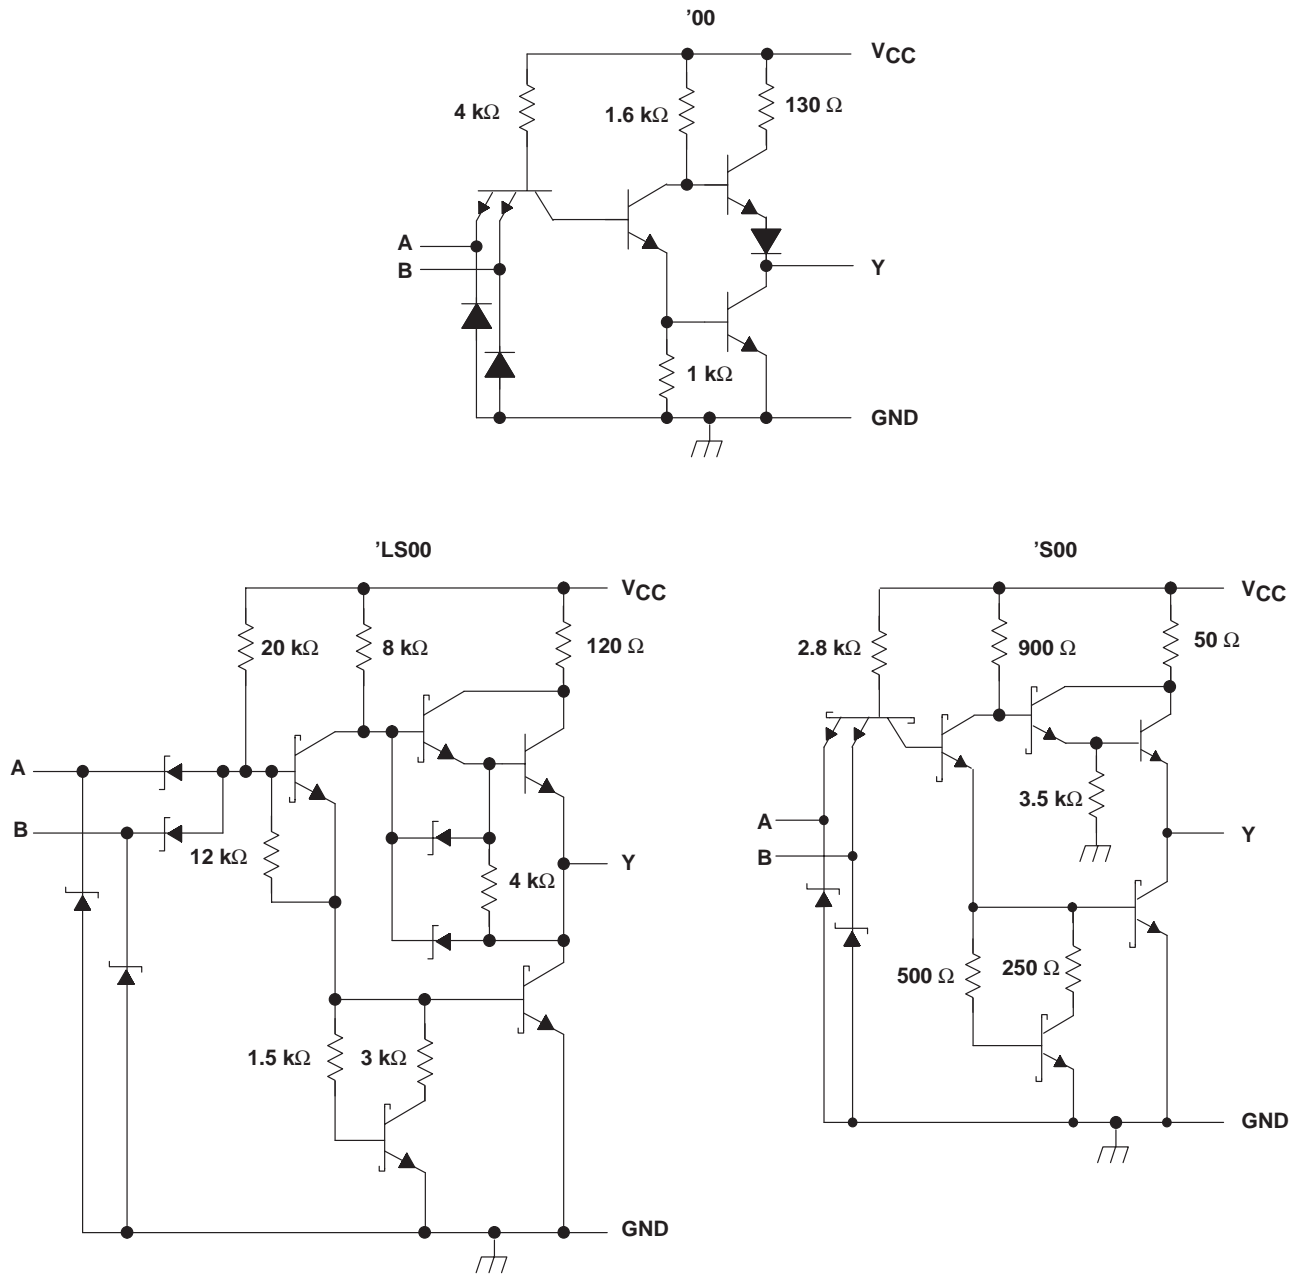 ’00
VCC
4 kΩ
1.6 kΩ
130 Ω
A
B
Y
1 kΩ
GND
’LS00
VCC
20 kΩ
8 kΩ
120 Ω
A
B
12 kΩ
4 kΩ
Y
1.5 kΩ
3 kΩ
GND
’S00
VCC
2.8 kΩ
900 Ω
50 Ω
3.5 kΩ
A
B
Y
500 Ω
250 Ω
GND